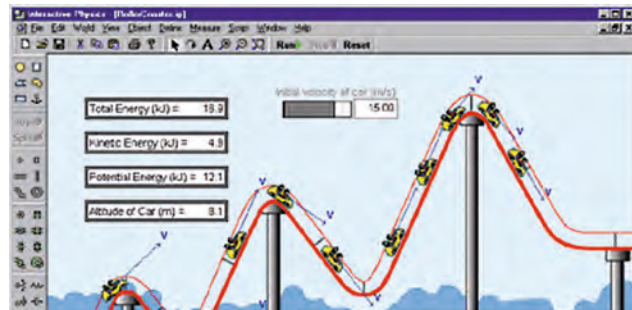 Interactive Physics - [RollerCoaster.ip]
File Edit World View Object Define Measure Script Window Help
Run Reset
Initial velocity of car (m/s)
15.00
Total Energy (kJ) = 16.9
Kinetic Energy (kJ) = 4.8
Potential Energy (kJ) = 12.1
Altitude of Car (m) = 8.1
V
V
V
V
V
V
V